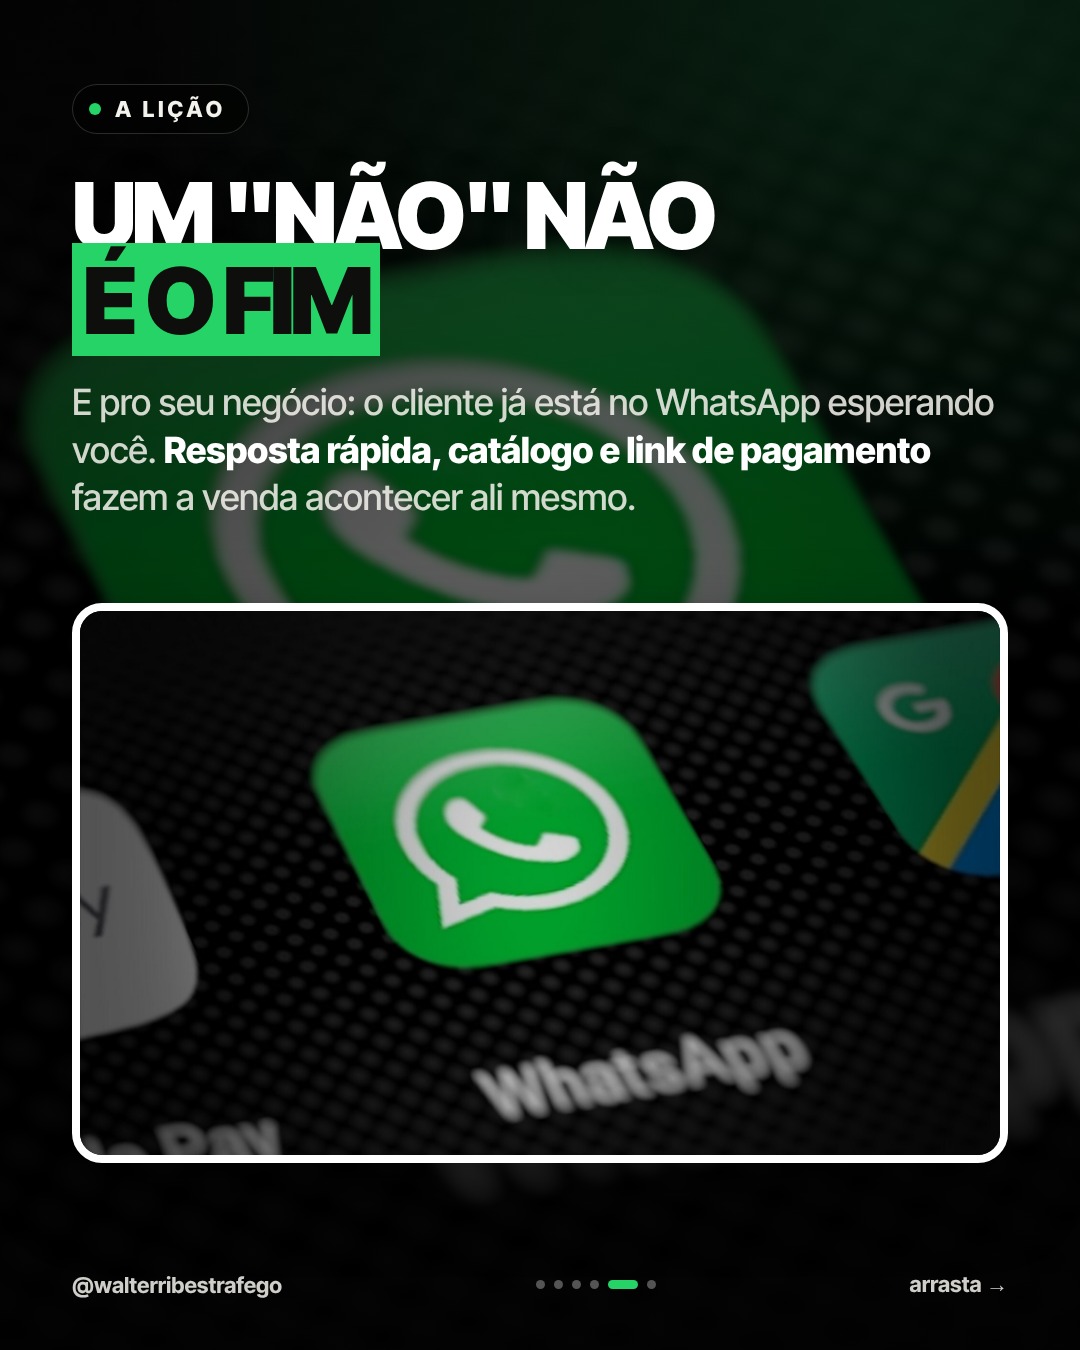 A LIÇÃO
UM "NÃO" NÃO
É O FIM
E pro seu negócio: o cliente já está no WhatsApp esperando
você. Resposta rápida, catálogo e link de pagamento
fazem a venda acontecer ali mesmo.
G
y
WhatsApp
Pay
@walterribestrafego
arrasta →